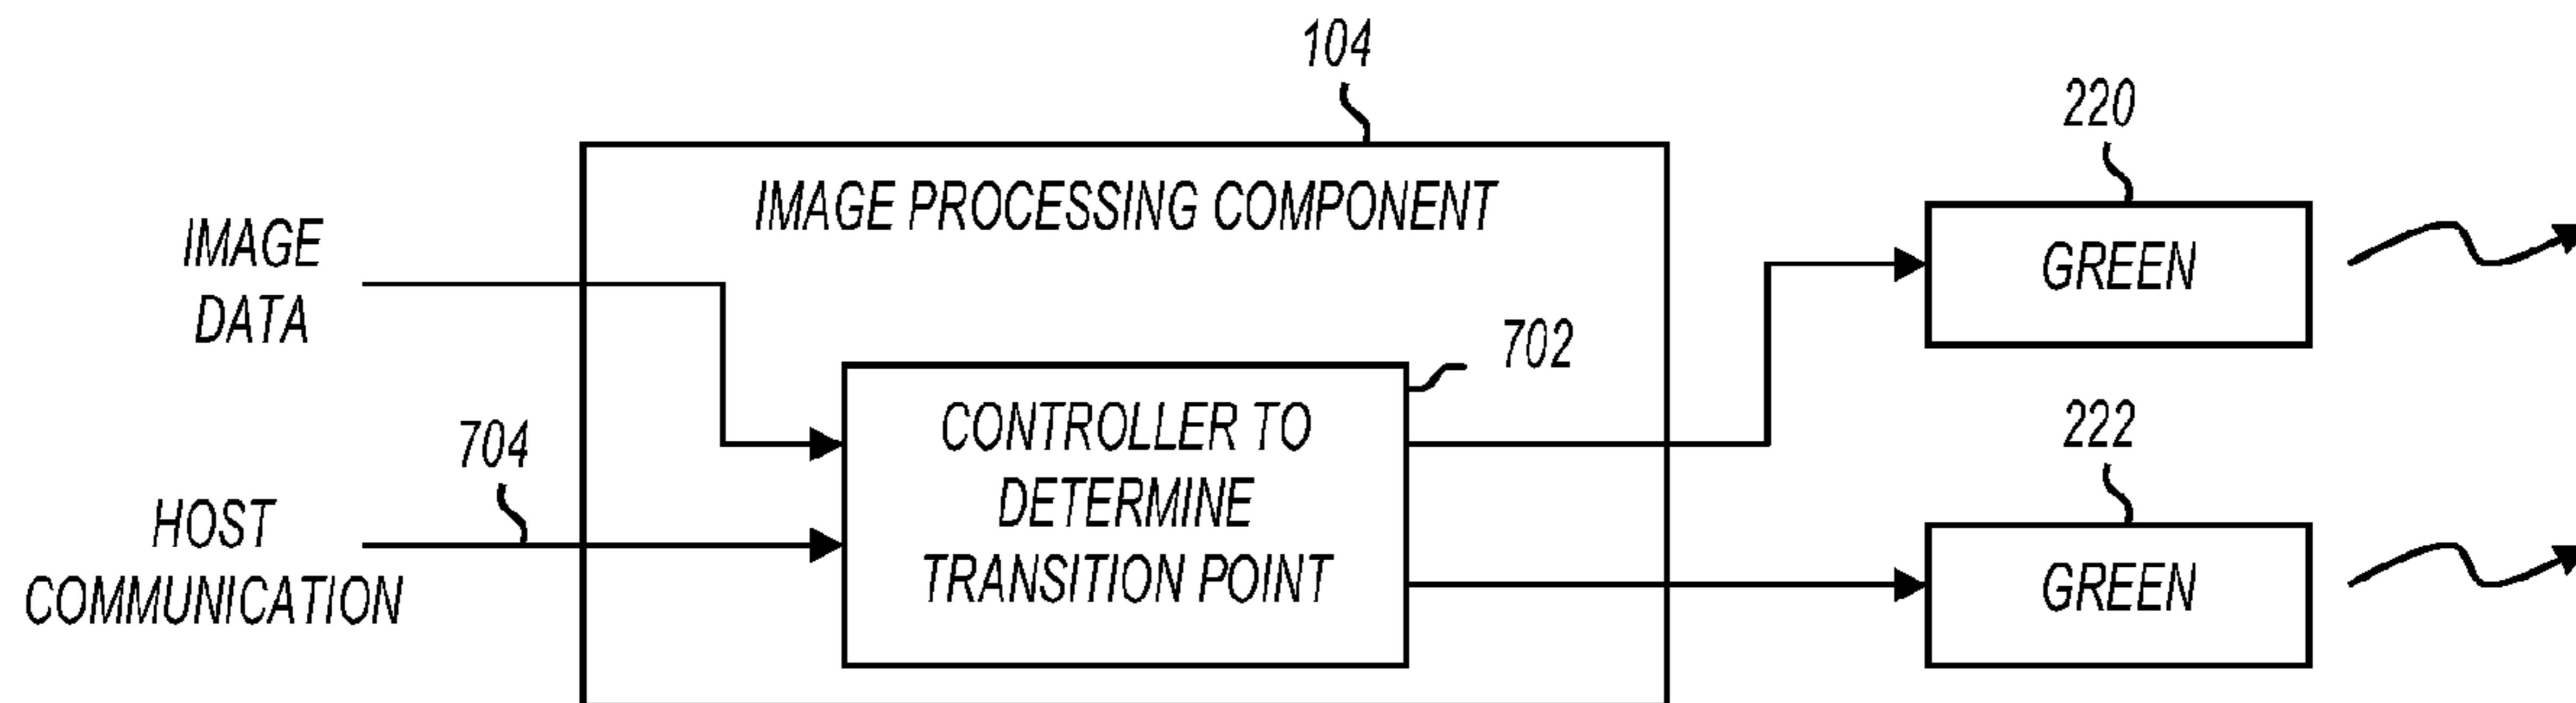 104
220
IMAGE PROCESSING COMPONENT
IMAGE
DATA
GREEN
702
704
CONTROLLER TO
DETERMINE
TRANSITION POINT
222
HOST
COMMUNICATION
GREEN